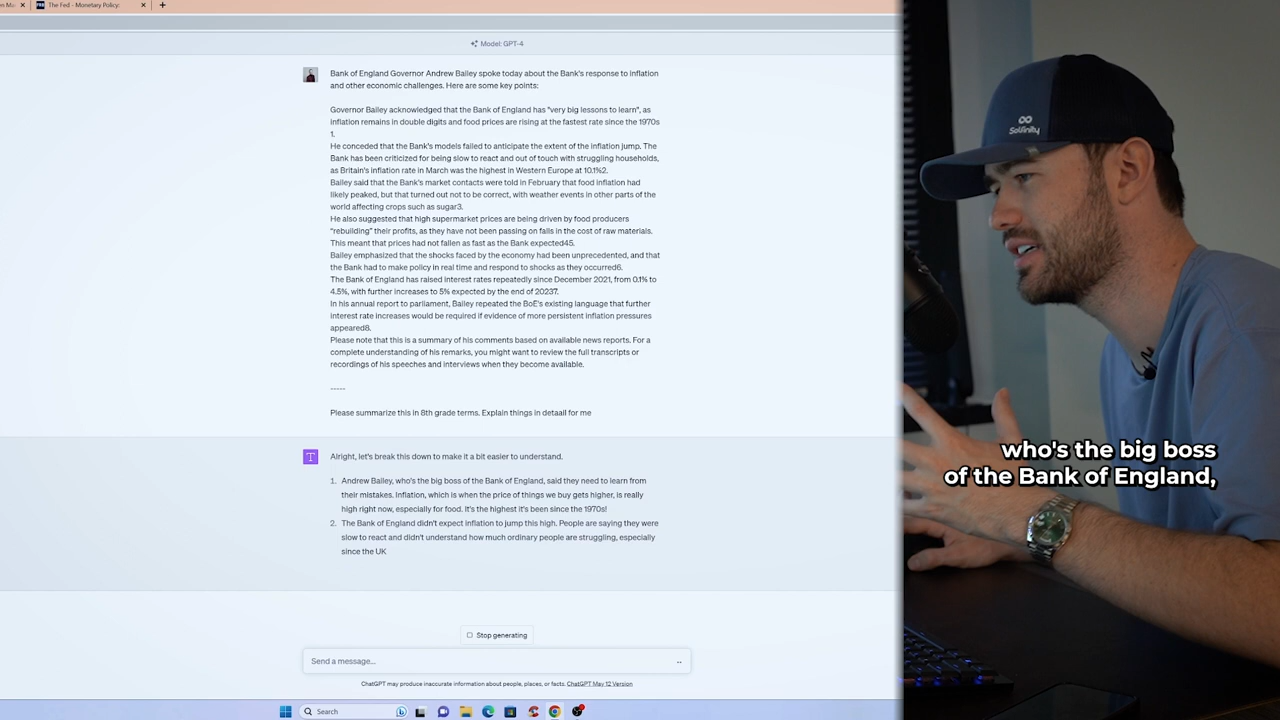 The Fed - Monetary Policy:
Model: GPT-4
Bank of England Governor Andrew Bailey spoke today about the Bank's response to inflation
and other economic challenges. Here are some key points:
Governor Bailey acknowledged that the Bank of England has "very big lessons to learn", as
inflation remains in double digits and food prices are rising at the fastest rate since the 1970s
1.
He conceded that the Bank's models failed to anticipate the extent of the inflation jump. The
Bank has been criticized for being slow to react and out of touch with struggling households,
as Britain's inflation rate in March was the highest in Western Europe at 10.1%2.
Bailey said that the Bank's market contacts were told in February that food inflation had
likely peaked, but that turned out not to be correct, with weather events in other parts of the
world affecting crops such as sugar3.
He also suggested that high supermarket prices are being driven by food producers
"rebuilding" their profits, as they have not been passing on falls in the cost of raw materials.
This meant that prices had not fallen as fast as the Bank expected45.
Bailey emphasized that the shocks faced by the economy had been unprecedented, and that
the Bank had to make policy in real time and respond to shocks as they occurred6.
The Bank of England has raised interest rates repeatedly since December 2021, from 0.1% to
4.5%, with further increases to 5% expected by the end of 20237.
In his annual report to parliament, Bailey repeated the BoE's existing language that further
interest rate increases would be required if evidence of more persistent inflation pressures
appeared8.
Please note that this is a summary of his comments based on available news reports. For a
complete understanding of his remarks, you might want to review the full transcripts or
recordings of his speeches and interviews when they become available.
-----
Please summarize this in 8th grade terms. Explain things in detaall for me
T
Alright, let's break this down to make it a bit easier to understand.
1. Andrew Bailey, who's the big boss of the Bank of England, said they need to learn from
their mistakes. Inflation, which is when the price of things we buy gets higher, is really
high right now, especially for food. It's the highest it's been since the 1970s!
2. The Bank of England didn't expect inflation to jump this high. People are saying they were
slow to react and didn't understand how much ordinary people are struggling, especially
since the UK
Stop generating
Send a message...
ChatGPT may produce inaccurate information about people, places, or facts. ChatGPT May 12 Version
Search
Solfinity
who's the big boss
of the Bank of England,